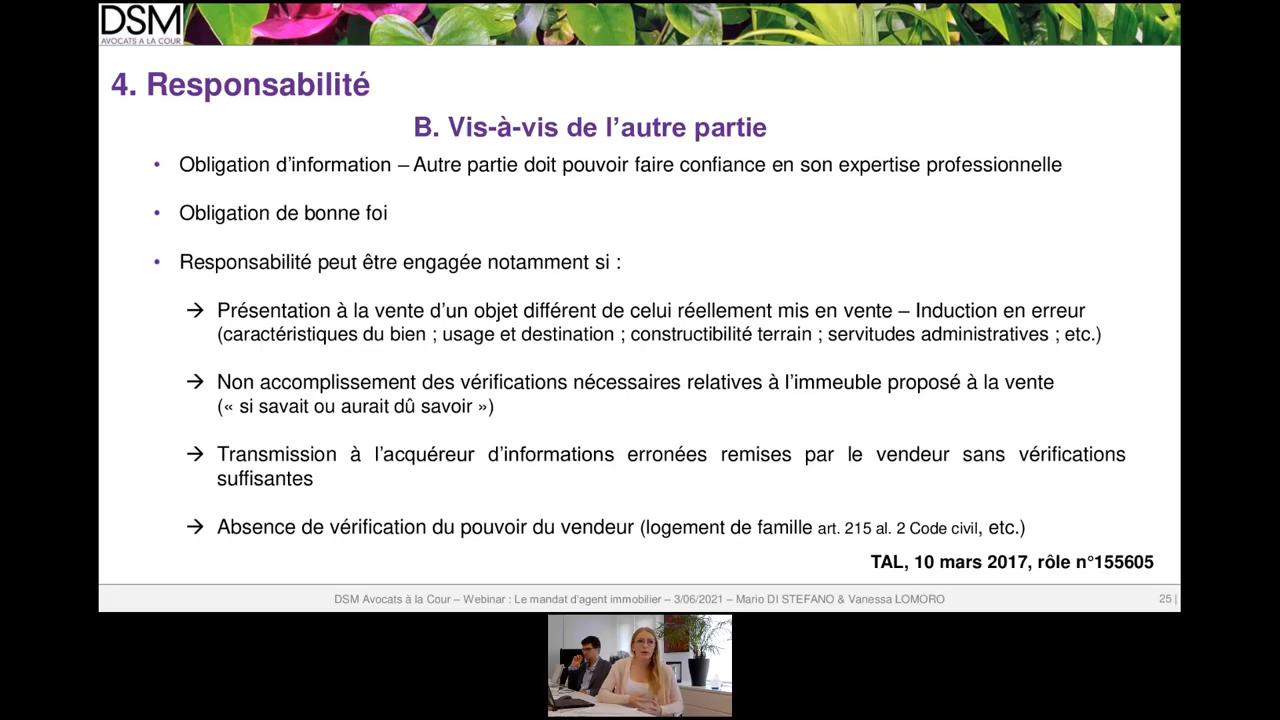 DSM
AVOCATS A LA COUR
4. Responsabilité
B. Vis-à-vis de l’autre partie
• Obligation d’information – Autre partie doit pouvoir faire confiance en son expertise professionnelle
• Obligation de bonne foi
• Responsabilité peut être engagée notamment si :
→ Présentation à la vente d’un objet différent de celui réellement mis en vente – Induction en erreur
(caractéristiques du bien ; usage et destination ; constructibilité terrain ; servitudes administratives ; etc.)
→ Non accomplissement des vérifications nécessaires relatives à l’immeuble proposé à la vente
(« si savait ou aurait dû savoir »)
→ Transmission à l’acquéreur d’informations erronées remises par le vendeur sans vérifications
suffisantes
→ Absence de vérification du pouvoir du vendeur (logement de famille art. 215 al. 2 Code civil, etc.)
TAL, 10 mars 2017, rôle n°155605
DSM Avocats à la Cour – Webinar : Le mandat d’agent immobilier – 3/06/2021 – Mario DI STEFANO & Vanessa LOMORO
25 |